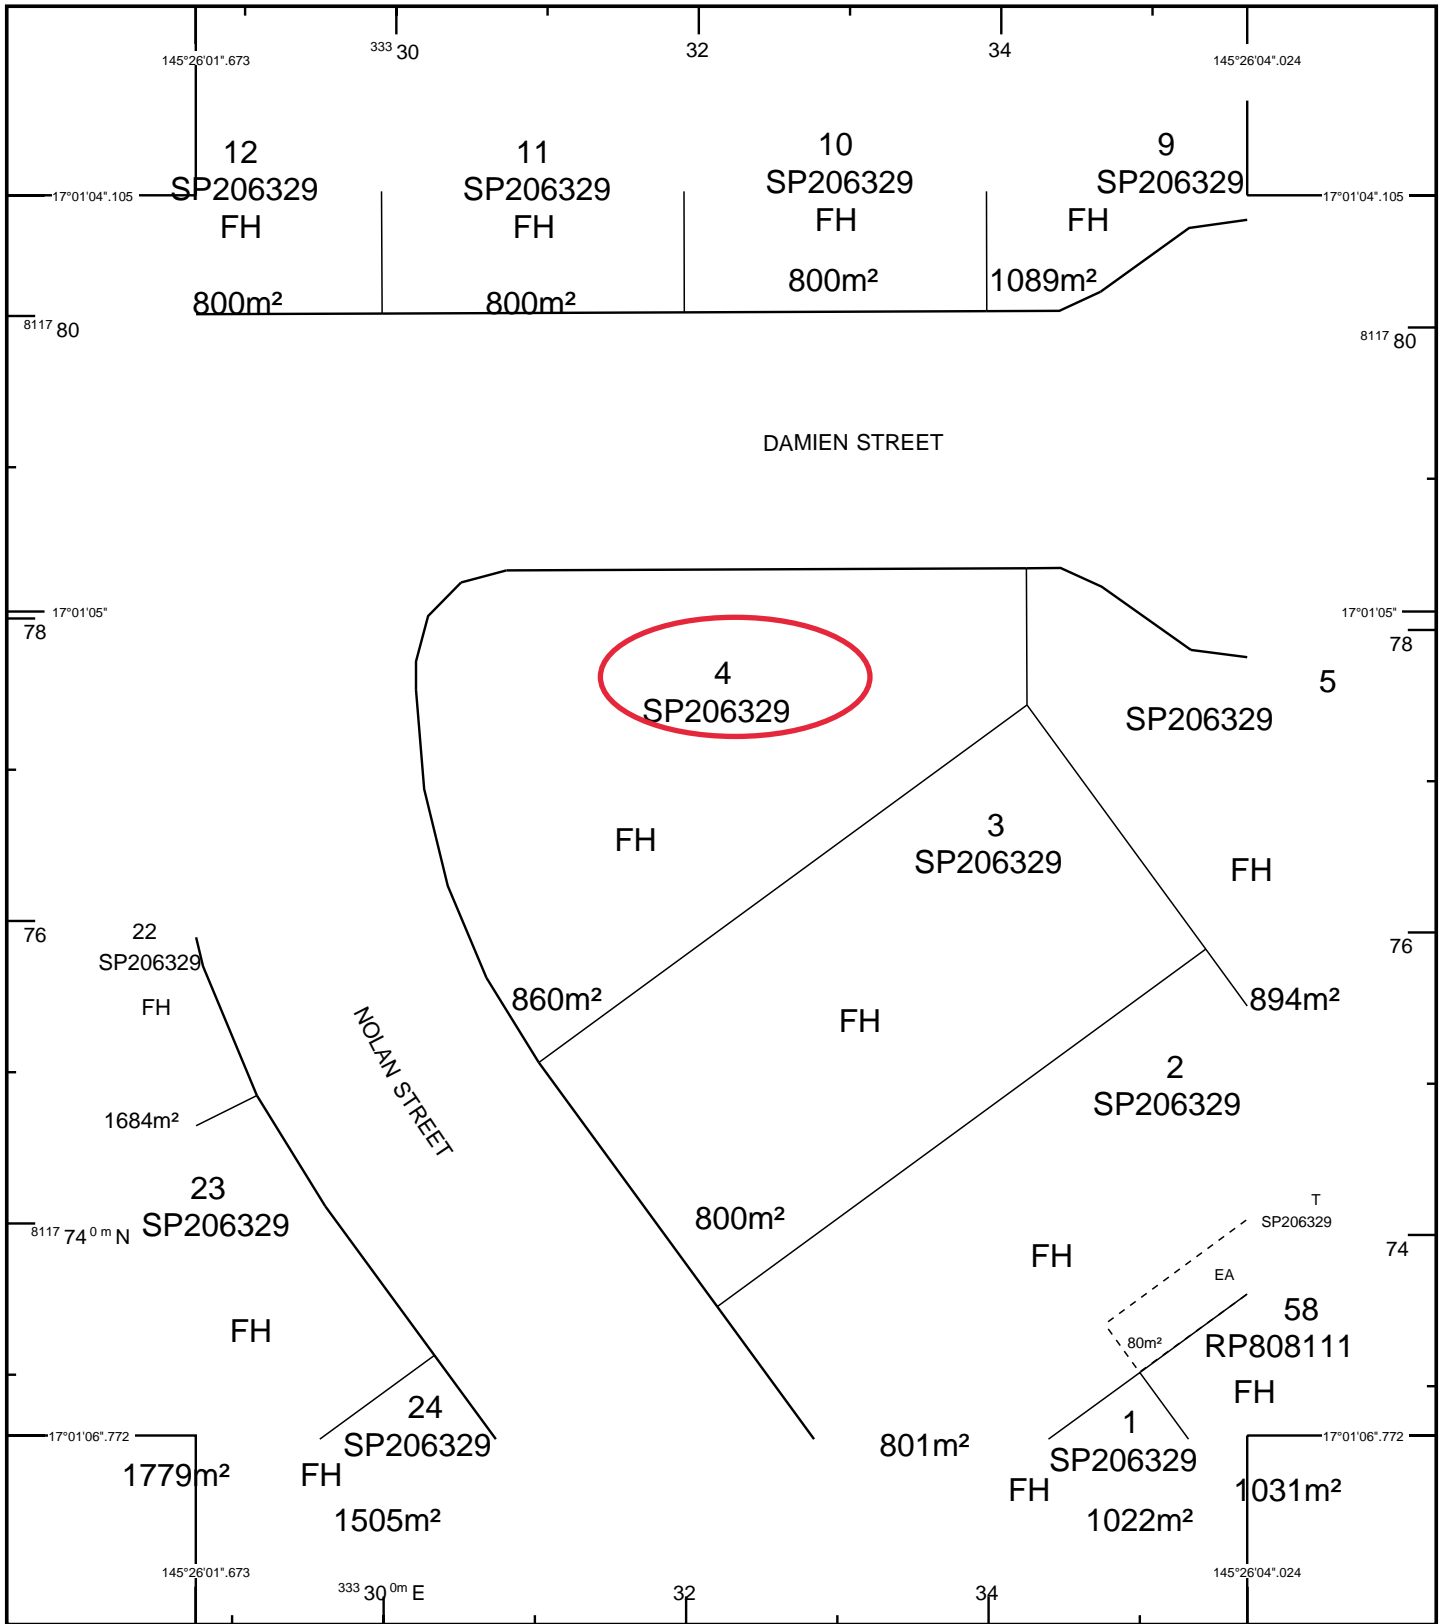 333 30
32
34
145°26'01".673
145°26'04".024
12
SP206329
FH
800m²
11
SP206329
FH
800m²
10
SP206329
FH
800m²
9
SP206329
FH
1089m²
17°01'04".105
17°01'04".105
8117 80
8117 80
DAMIEN STREET
17°01'05"
78
17°01'05"
78
4
SP206329
FH
860m²
5
SP206329
FH
894m²
3
SP206329
FH
800m²
76
76
22
SP206329
FH
1684m²
NOLAN STREET
2
SP206329
FH
801m²
23
SP206329
FH
1779m²
8117 74 0 m N
74
T
SP206329
EA
80m²
58
RP808111
FH
1031m²
24
SP206329
FH
1505m²
1
SP206329
FH
1022m²
17°01'06".772
17°01'06".772
145°26'01".673
145°26'04".024
333 30 0m E
32
34